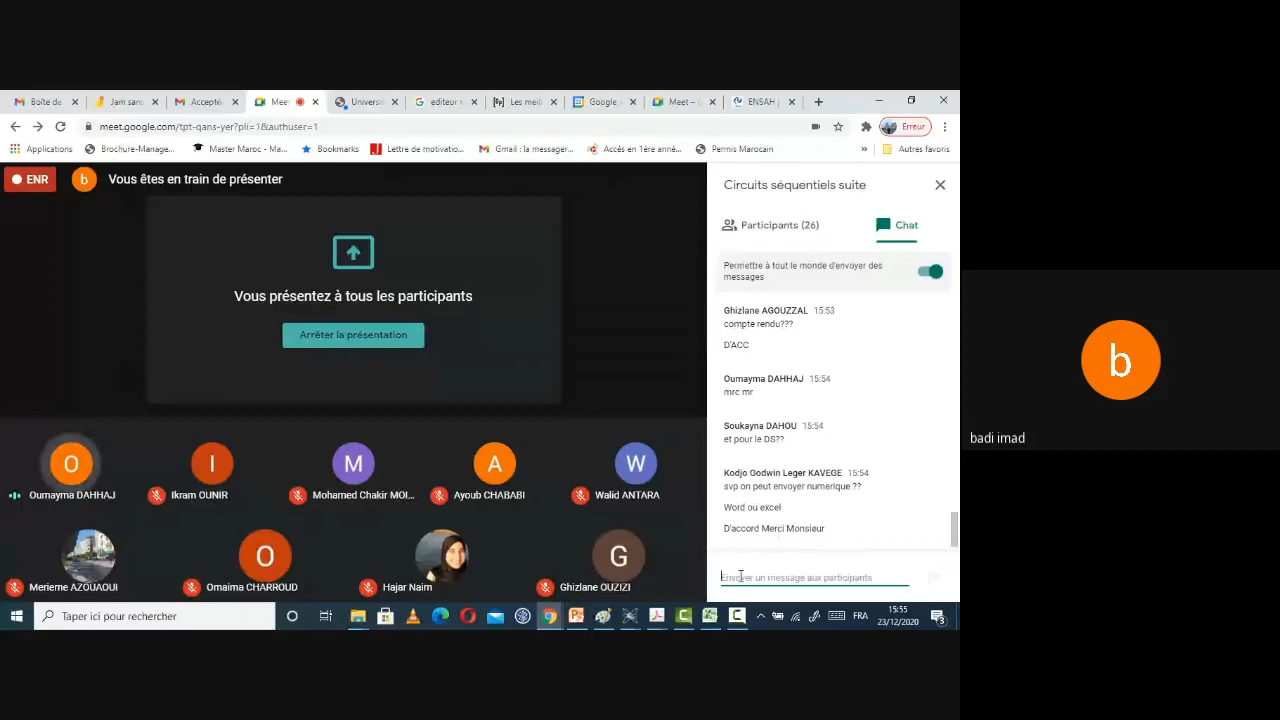 Boîte de
Jam sans
Accepté
Meet
Universi
editeur
Les meil
Google
Meet –
ENSAH
meet.google.com/tpt-qans-yer?pli=1&authuser=1
Erreur
Applications
Brochure-Manage...
Master Maroc - Ma...
Bookmarks
Lettre de motivatio...
Gmail : la messager...
Accès en 1ère anné...
Permis Marocain
»
Autres favoris
ENR
b
Vous êtes en train de présenter
Vous présentez à tous les participants
Arrêter la présentation
O
Oumayma DAHHAJ
I
Ikram OUNIR
M
Mohamed Chakir MOI...
A
Ayoub CHABABI
W
Walid ANTARA
Merieme AZOUAOUI
O
Omaima CHARROUD
Hajar Naim
G
Ghizlane OUZIZI
Circuits séquentiels suite
Participants (26)
Chat
Permettre à tout le monde d'envoyer des
messages
Ghizlane AGOUZZAL 15:53
compte rendu???
D'ACC
Oumayma DAHHAJ 15:54
mrc mr
Soukayna DAHOU 15:54
et pour le DS??
Kodjo Godwin Leger KAVEGE 15:54
svp on peut envoyer numerique ??
Word ou excel
D'accord Merci Monsieur
Envoyer un message aux participants
Taper ici pour rechercher
FRA
15:55
23/12/2020
3
b
badi imad